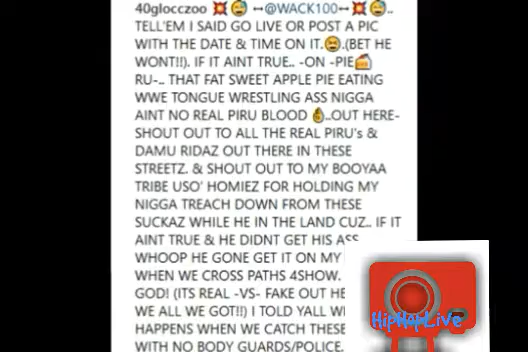 40glocczoo 💥😅 ↔@WACK100↔💥😅..
TELL'EM I SAID GO LIVE OR POST A PIC
WITH THE DATE & TIME ON IT.😆.(BET HE
WONT!!). IF IT AINT TRUE.. -ON -PIE🍰
RU-.. THAT FAT SWEET APPLE PIE EATING
WWE TONGUE WRESTLING ASS NIGGA
AINT NO REAL PIRU BLOOD 👌..OUT HERE-
SHOUT OUT TO ALL THE REAL PIRU's &
DAMU RIDAZ OUT THERE IN THESE
STREETZ. & SHOUT OUT TO MY BOOYAA
TRIBE USO' HOMIEZ FOR HOLDING MY
NIGGA TREACH DOWN FROM THESE
SUCKAZ WHILE HE IN THE LAND CUZ.. IF IT
AINT TRUE & HE DIDNT GET HIS ASS
WHOOP HE GONE GET IT ON MY
WHEN WE CROSS PATHS 4SHOW.
GOD! (ITS REAL -VS- FAKE OUT HE
WE ALL WE GOT!!) I TOLD YALL W
HAPPENS WHEN WE CATCH THESE
WITH NO BODY GUARDS/POLICE.
HipHopLive